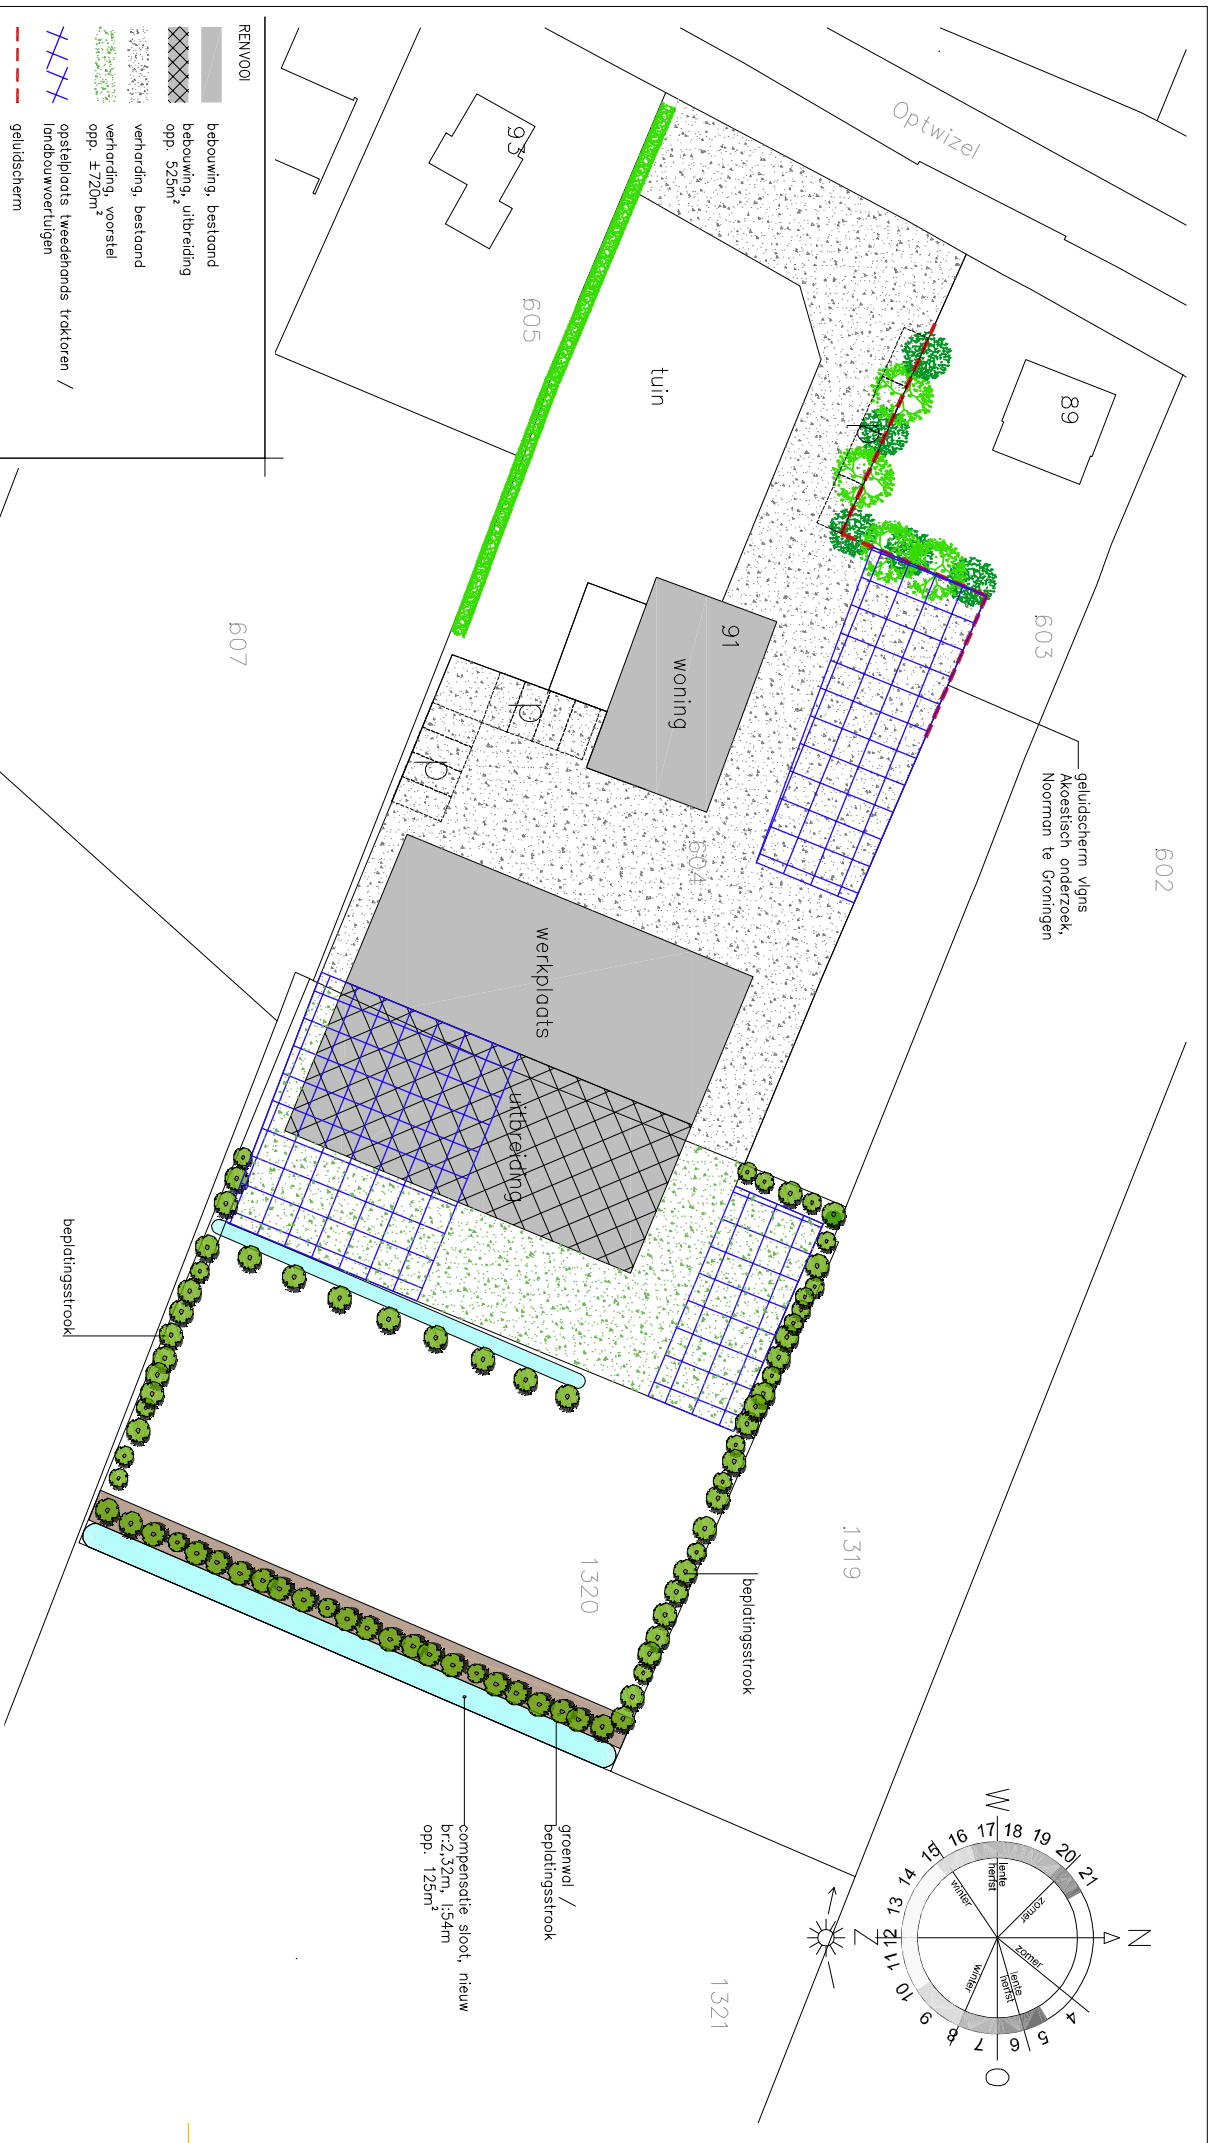 RENVOOI
bebouwing, bestaand
bebouwing, uitbreiding
opp. 525m²
verharding, bestaand
verharding, voorstel
opp. ±720m²
opstelplaats tweedehands traktoren /
landbouwvoertuigen
geluidscherm
Optwizel
93
89
605
tuin
607
603
602
91
woning
p
p
p
604
geluidscherm vlgns
Akoestisch onderzoek,
Noorman te Groningen
werkplaats
uitbreiding
beplatingsstrook
beplatingsstrook
1319
1320
1321
groenwal /
beplatingsstrook
compensatie sloot, nieuw
br:2,32m, l:54m
opp. 125m²
N
O
Z
W
4
5
6
7
8
9
10
11
12
13
14
15
16
17
18
19
20
21
zomer
lente
herfst
winter
zomer
lente
herfst
winter